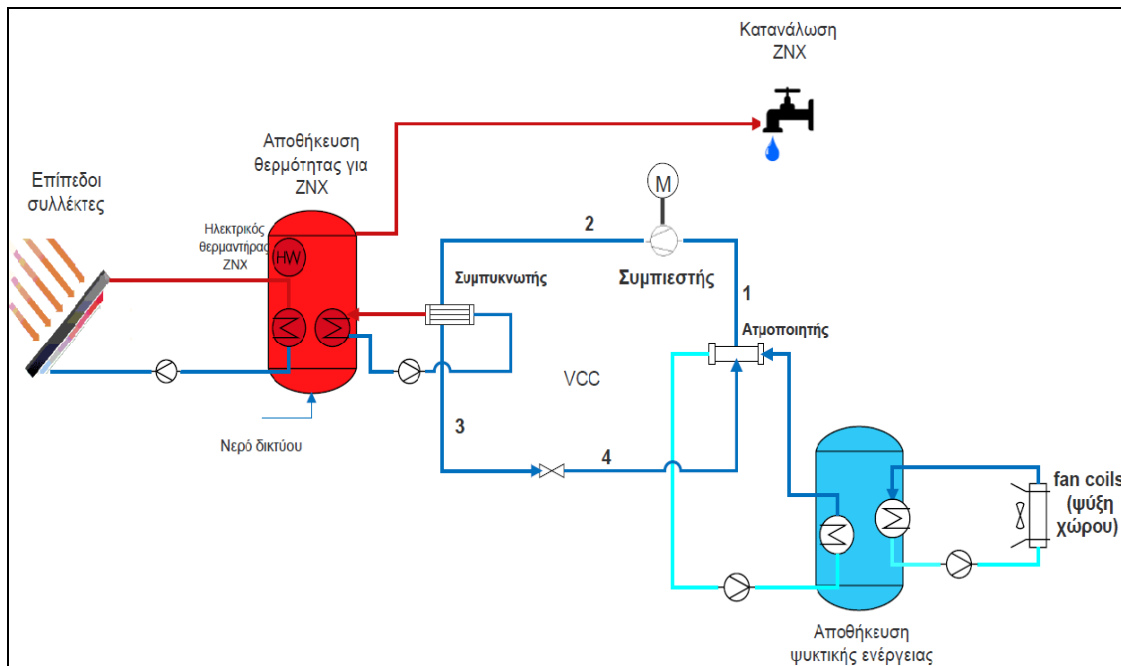 Κατανάλωση
ΖΝΧ
Αποθήκευση
θερμότητας για
ΖΝΧ
Επίπεδοι
συλλέκτες
Ηλεκτρικός
θερμαντήρας
ΖΝΧ
HW
M
2
Συμπιεστής
Συμπυκνωτής
1
Ατμοποιητής
VCC
3
4
Νερό δικτύου
fan coils
(ψύξη
χώρου)
Αποθήκευση
ψυκτικής ενέργειας